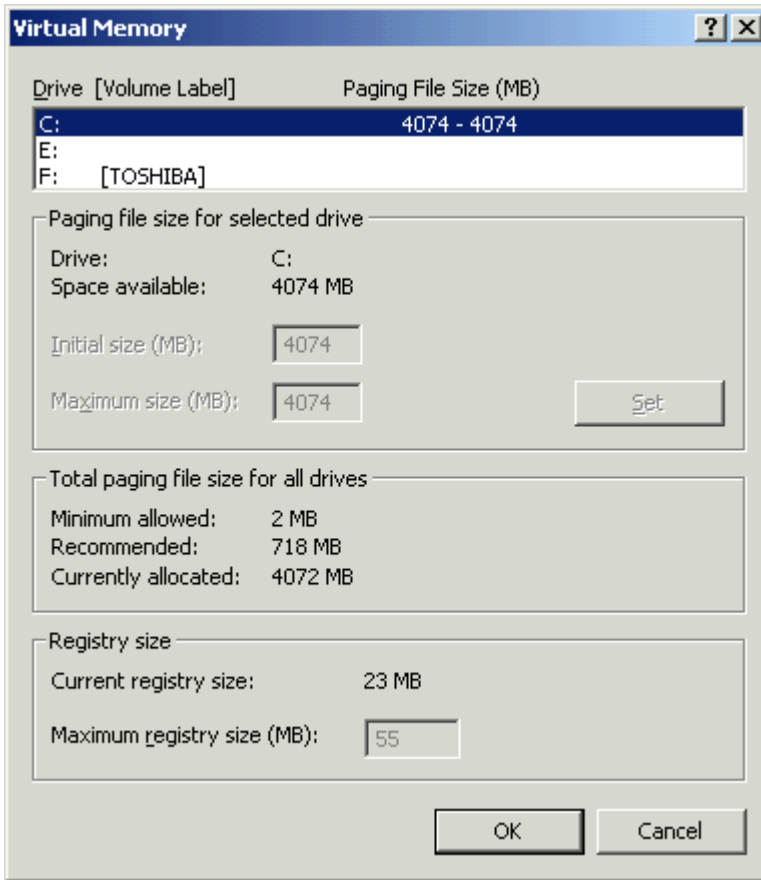 Virtual Memory
Drive [Volume Label] Paging File Size (MB)
C: 4074 - 4074
E:
F: [TOSHIBA]
Paging file size for selected drive
Drive: C:
Space available: 4074 MB
Initial size (MB): 4074
Maximum size (MB): 4074 Set
Total paging file size for all drives
Minimum allowed: 2 MB
Recommended: 718 MB
Currently allocated: 4072 MB
Registry size
Current registry size: 23 MB
Maximum registry size (MB): 55
OK Cancel